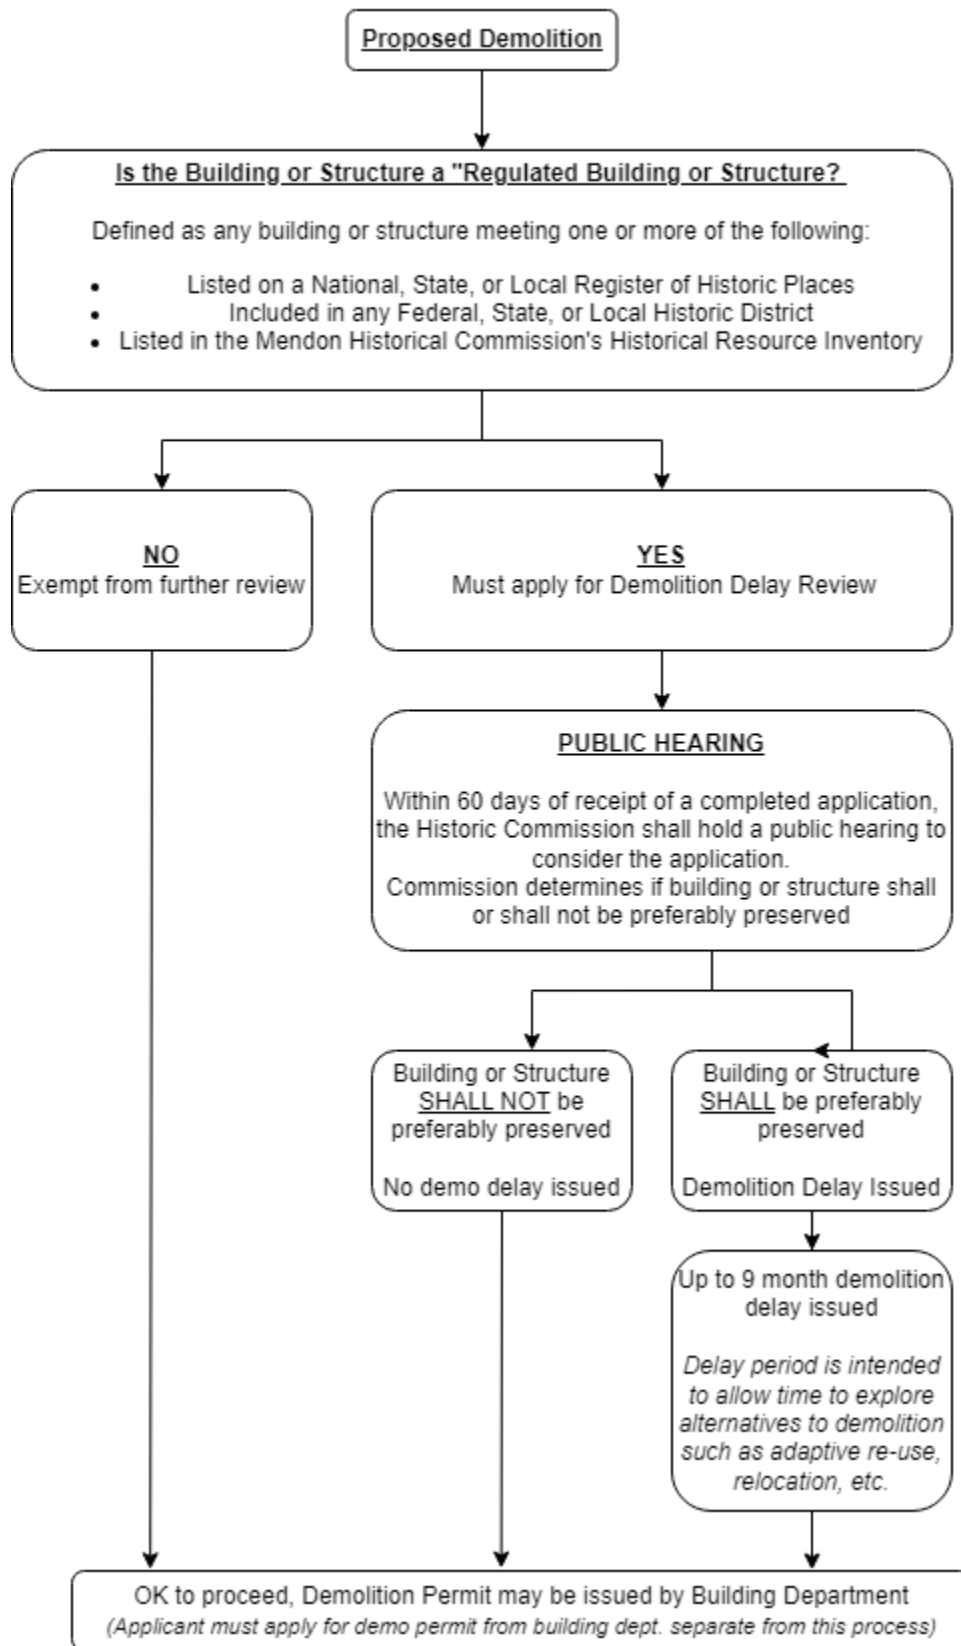 Proposed Demolition
Is the Building or Structure a "Regulated Building or Structure?
Defined as any building or structure meeting one or more of the following:
• Listed on a National, State, or Local Register of Historic Places
• Included in any Federal, State, or Local Historic District
• Listed in the Mendon Historical Commission's Historical Resource Inventory
NO
Exempt from further review
YES
Must apply for Demolition Delay Review
PUBLIC HEARING
Within 60 days of receipt of a completed application,
the Historic Commission shall hold a public hearing to
consider the application.
Commission determines if building or structure shall
or shall not be preferably preserved
Building or Structure
SHALL NOT be
preferably preserved
No demo delay issued
Building or Structure
SHALL be preferably
preserved
Demolition Delay Issued
Up to 9 month demolition
delay issued
Delay period is intended
to allow time to explore
alternatives to demolition
such as adaptive re-use,
relocation, etc.
OK to proceed, Demolition Permit may be issued by Building Department
(Applicant must apply for demo permit from building dept. separate from this process)